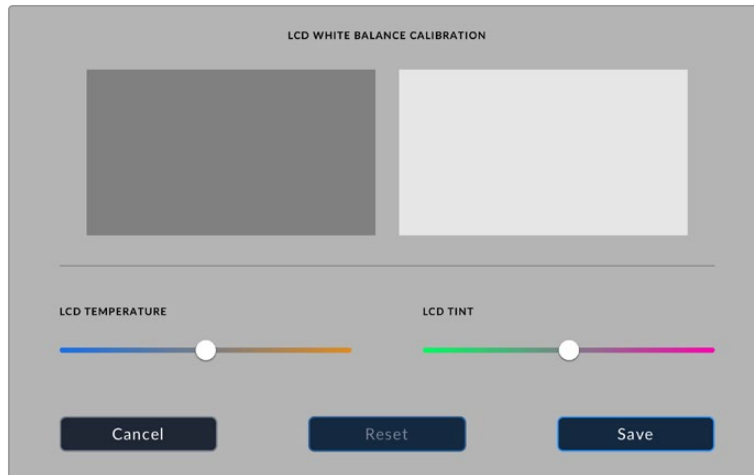 LCD WHITE BALANCE CALIBRATION
LCD TEMPERATURE
LCD TINT
Cancel
Reset
Save